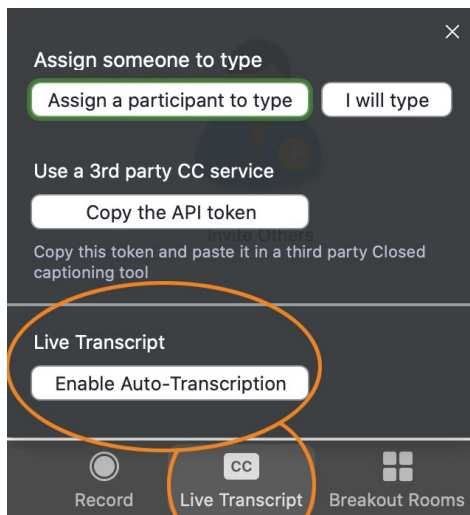 Assign someone to type
Assign a participant to type I will type
Use a 3rd party CC service
Copy the API token
Invite Others
Copy this token and paste it in a third party Closed
captioning tool
Live Transcript
Enable Auto-Transcription
CC
Record Live Transcript Breakout Rooms